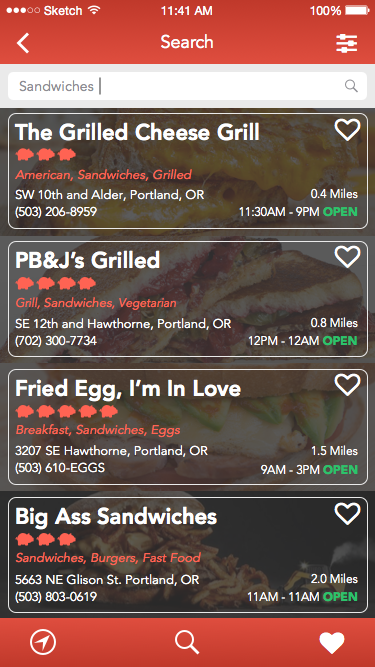 Sketch 11:41 AM 100%
Search
Sandwiches
The Grilled Cheese Grill
American, Sandwiches, Grilled
SW 10th and Alder, Portland, OR 0.4 Miles
(503) 206-8959 11:30AM - 9PM OPEN
PB&J’s Grilled
Grill, Sandwiches, Vegetarian
SE 12th and Hawthorne, Portland, OR 0.8 Miles
(702) 300-7734 12PM - 12AM OPEN
Fried Egg, I’m In Love
Breakfast, Sandwiches, Eggs
3207 SE Hawthorne, Portland, OR 1.5 Miles
(503) 610-EGGS 9AM - 3PM OPEN
Big Ass Sandwiches
Sandwiches, Burgers, Fast Food
5663 NE Glison St. Portland, OR 2.0 Miles
(503) 803-0619 11AM - 11AM OPEN